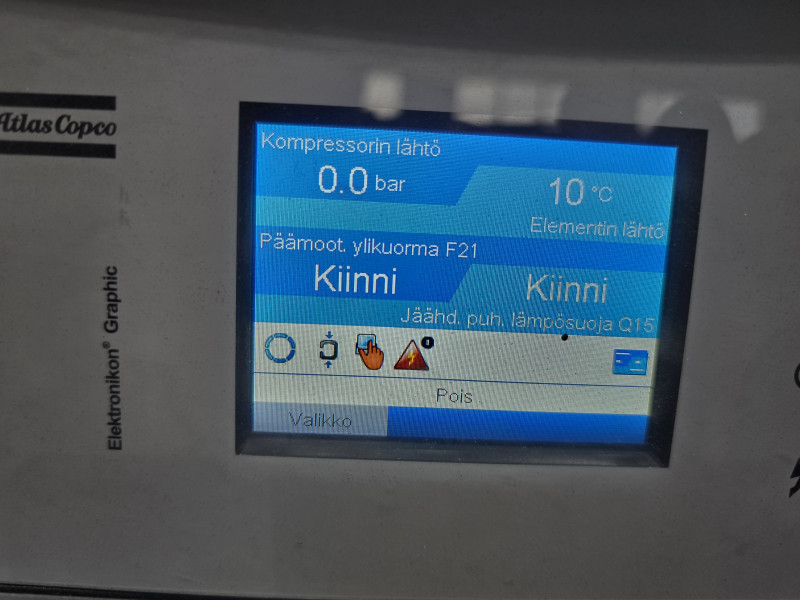 Atlas Copco
Elektronikon® Graphic
Kompressorin lähtö
0.0 bar
10 °C
Elementin lähtö
Päämoot. ylikuorma F21
Kiinni
Kiinni
Jäähd. puh. lämpösuoja Q15
Pois
Valikko